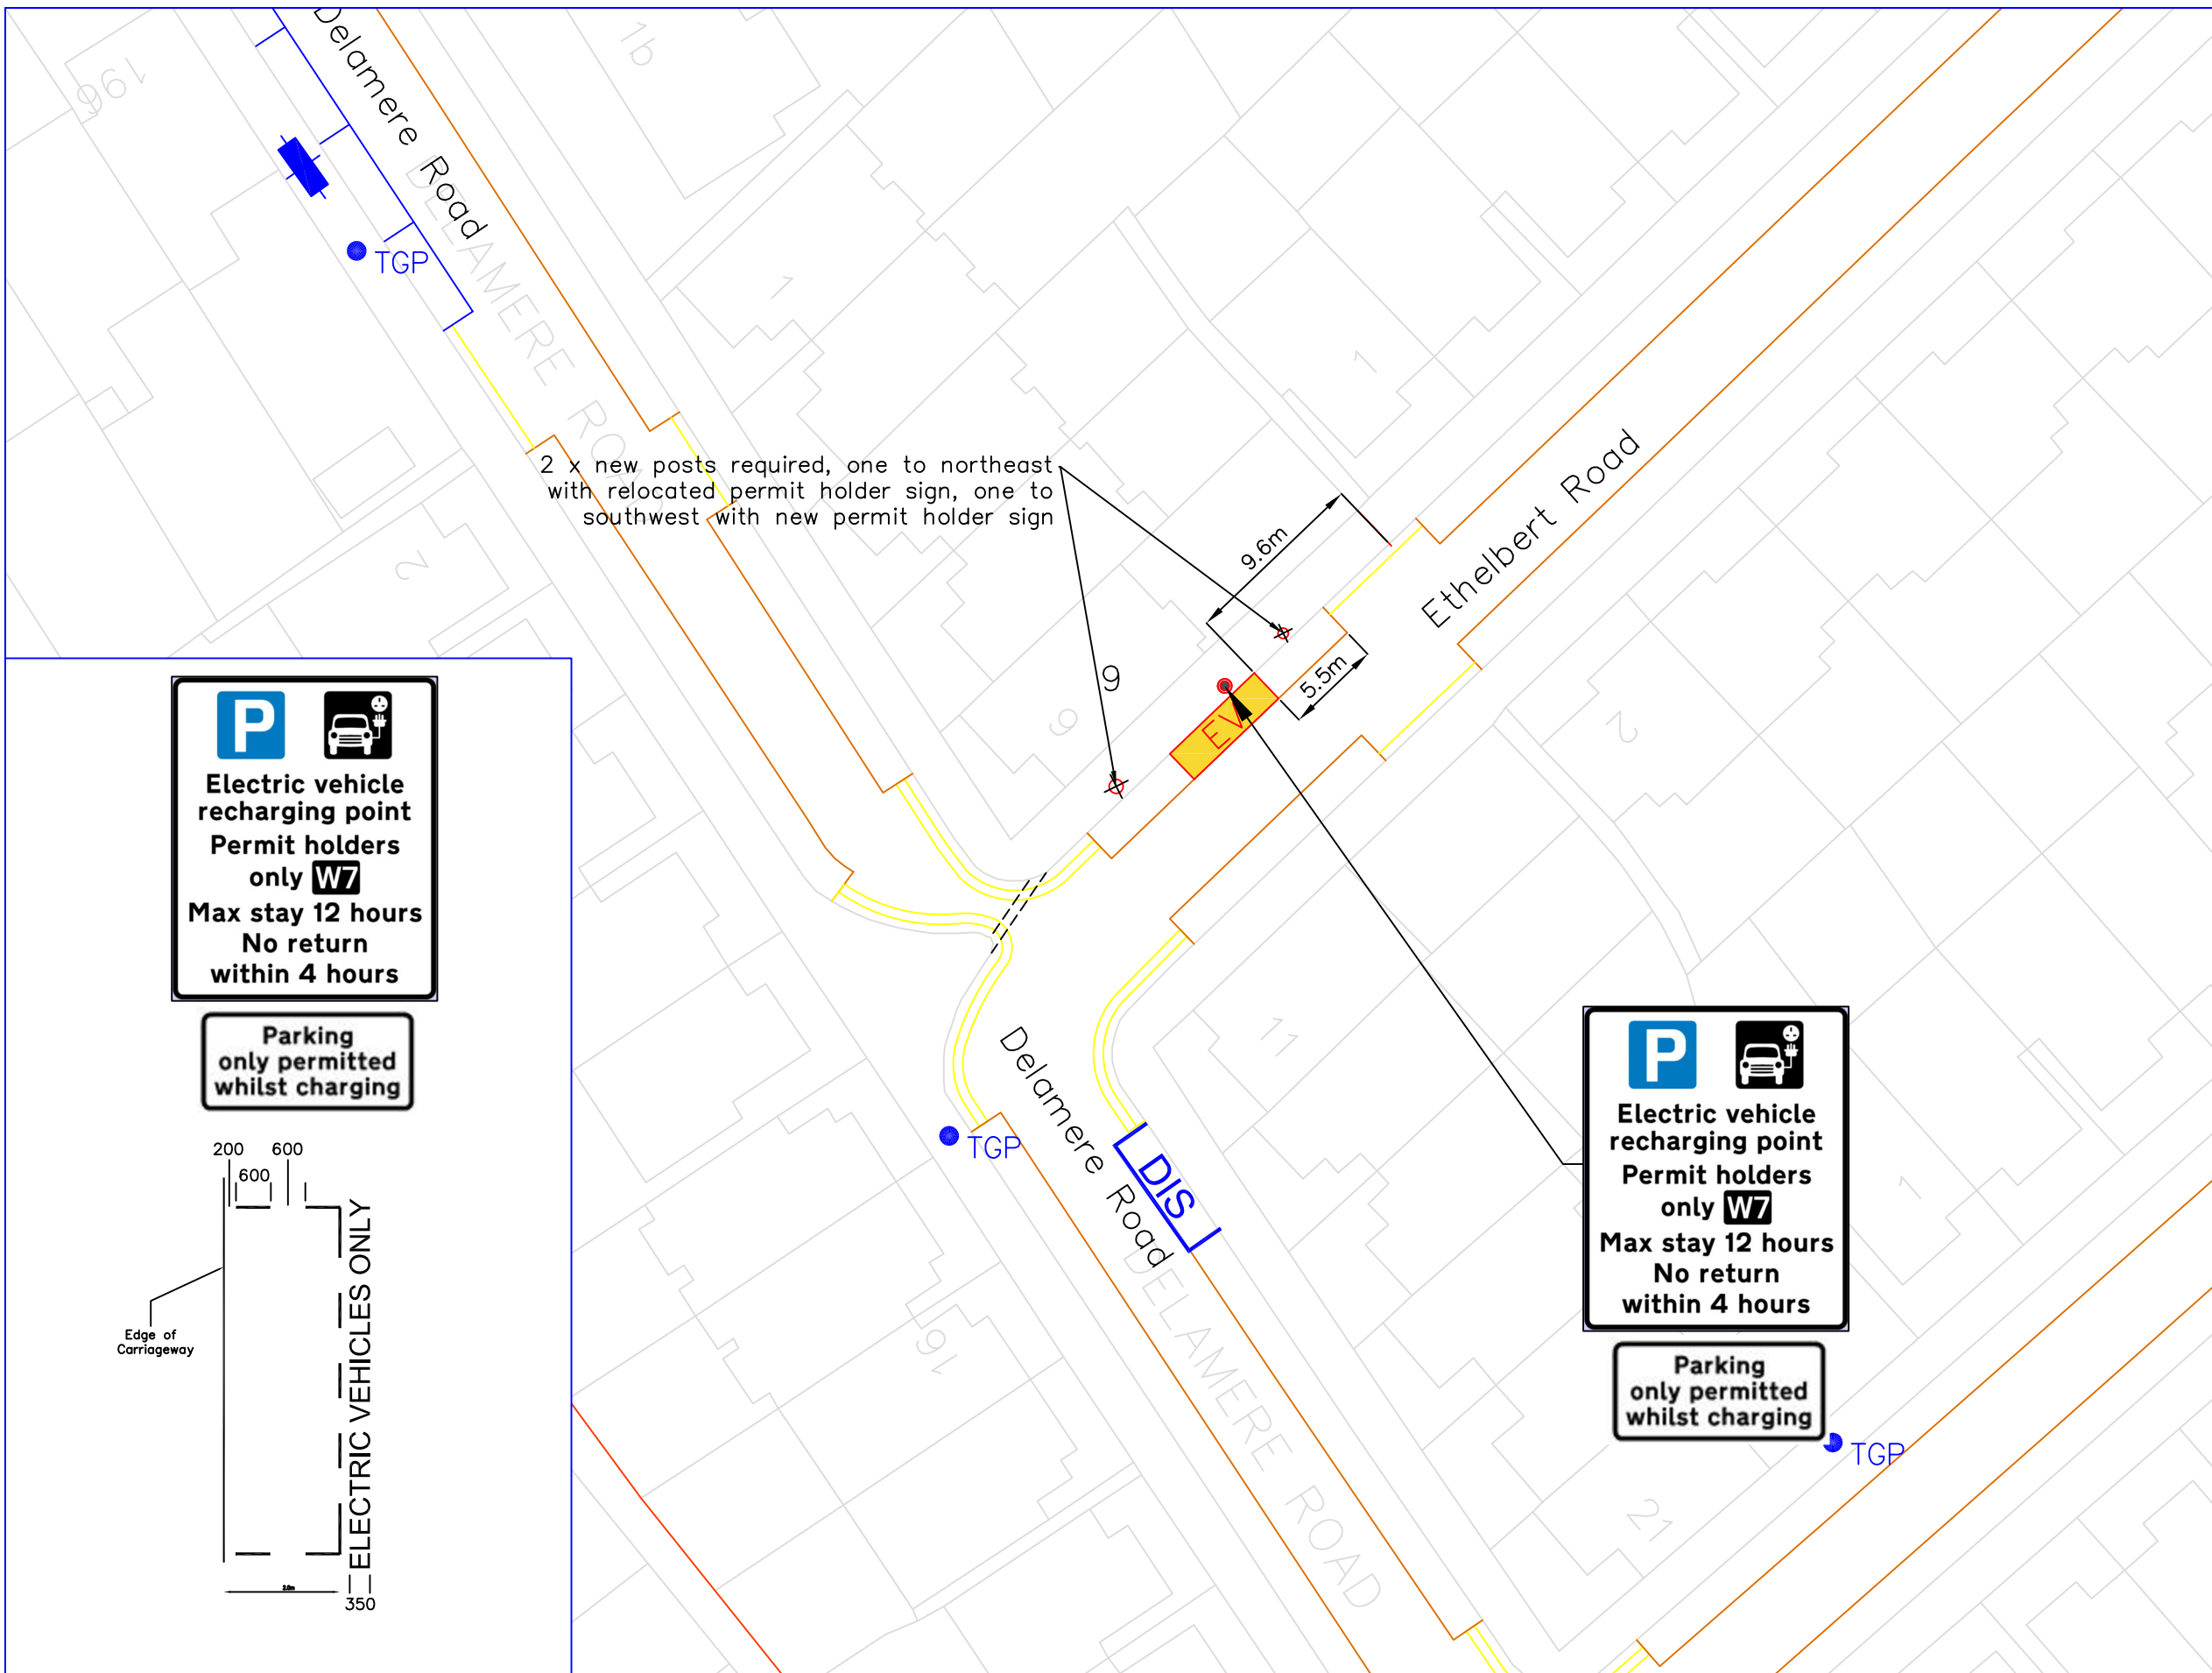 Delamere Road
DELAMERE ROAD
196
1b
TGP
1
1
2
2 x new posts required, one to northeast
with relocated permit holder sign, one to
southwest with new permit holder sign
9.6m
5.5m
Ethelbert Road
9
9
EV
2
P
Electric vehicle
recharging point
Permit holders
only W7
Max stay 12 hours
No return
within 4 hours
Parking
only permitted
whilst charging
200
600
600
ELECTRIC VEHICLES ONLY
Edge of
Carriageway
2.0m
350
TGP
Delamere Road
DIS
11
DELAMERE ROAD
16
1
21
P
Electric vehicle
recharging point
Permit holders
only W7
Max stay 12 hours
No return
within 4 hours
Parking
only permitted
whilst charging
TGP